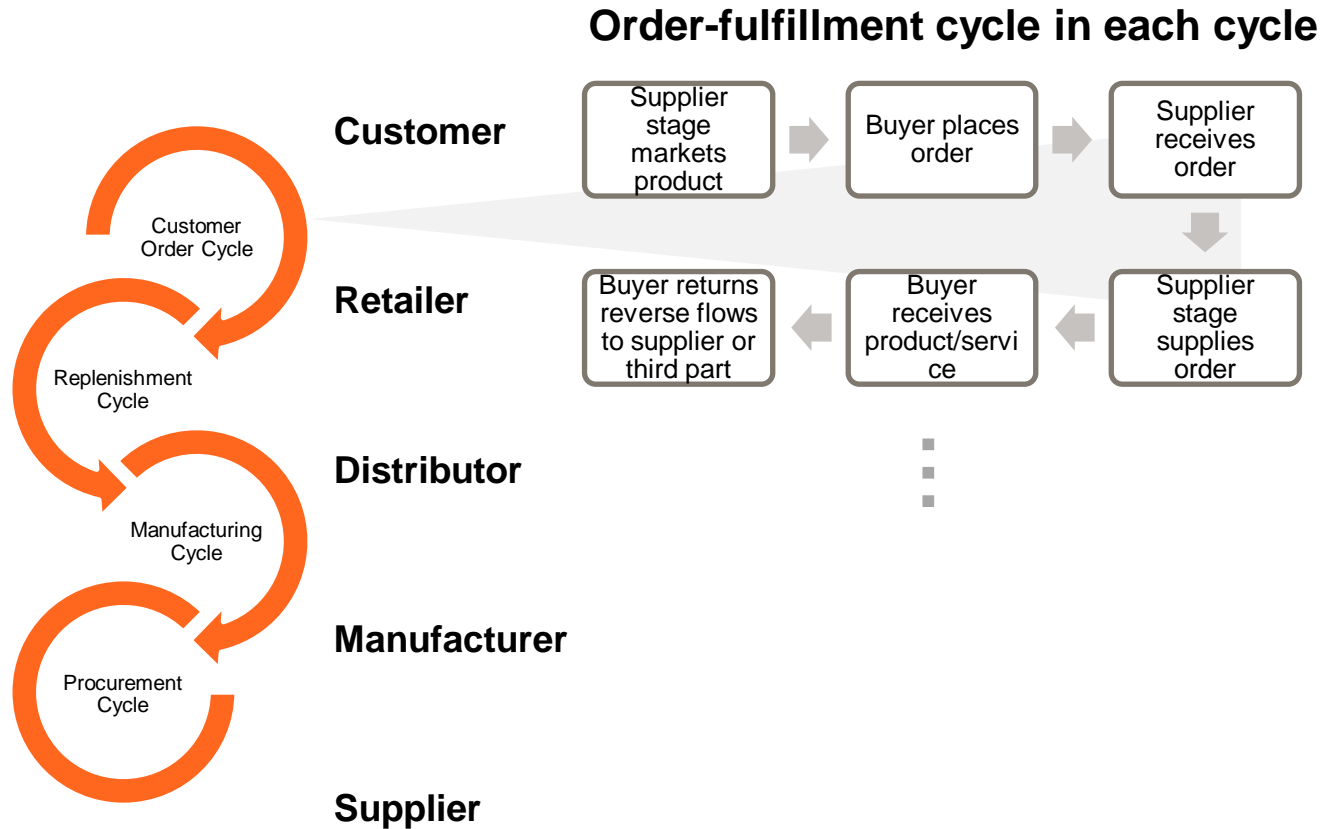 Order-fulfillment cycle in each cycle
Customer
Retailer
Distributor
Manufacturer
Supplier
Customer
Order Cycle
Replenishment
Cycle
Manufacturing
Cycle
Procurement
Cycle
Supplier
stage
markets
product
Buyer places
order
Supplier
receives
order
Supplier
stage
supplies
order
Buyer
receives
product/servi
ce
Buyer returns
reverse flows
to supplier or
third part